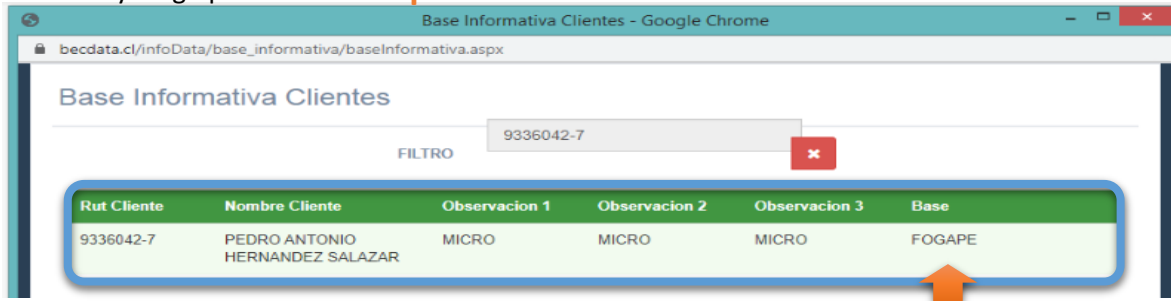 Base Informativa Clientes - Google Chrome
becdata.cl/infoData/base_informativa/baseInformativa.aspx
Base Informativa Clientes
FILTRO 9336042-7
Rut Cliente Nombre Cliente Observacion 1 Observacion 2 Observacion 3 Base
9336042-7 PEDRO ANTONIO MICRO MICRO MICRO FOGAPE
HERNANDEZ SALAZAR